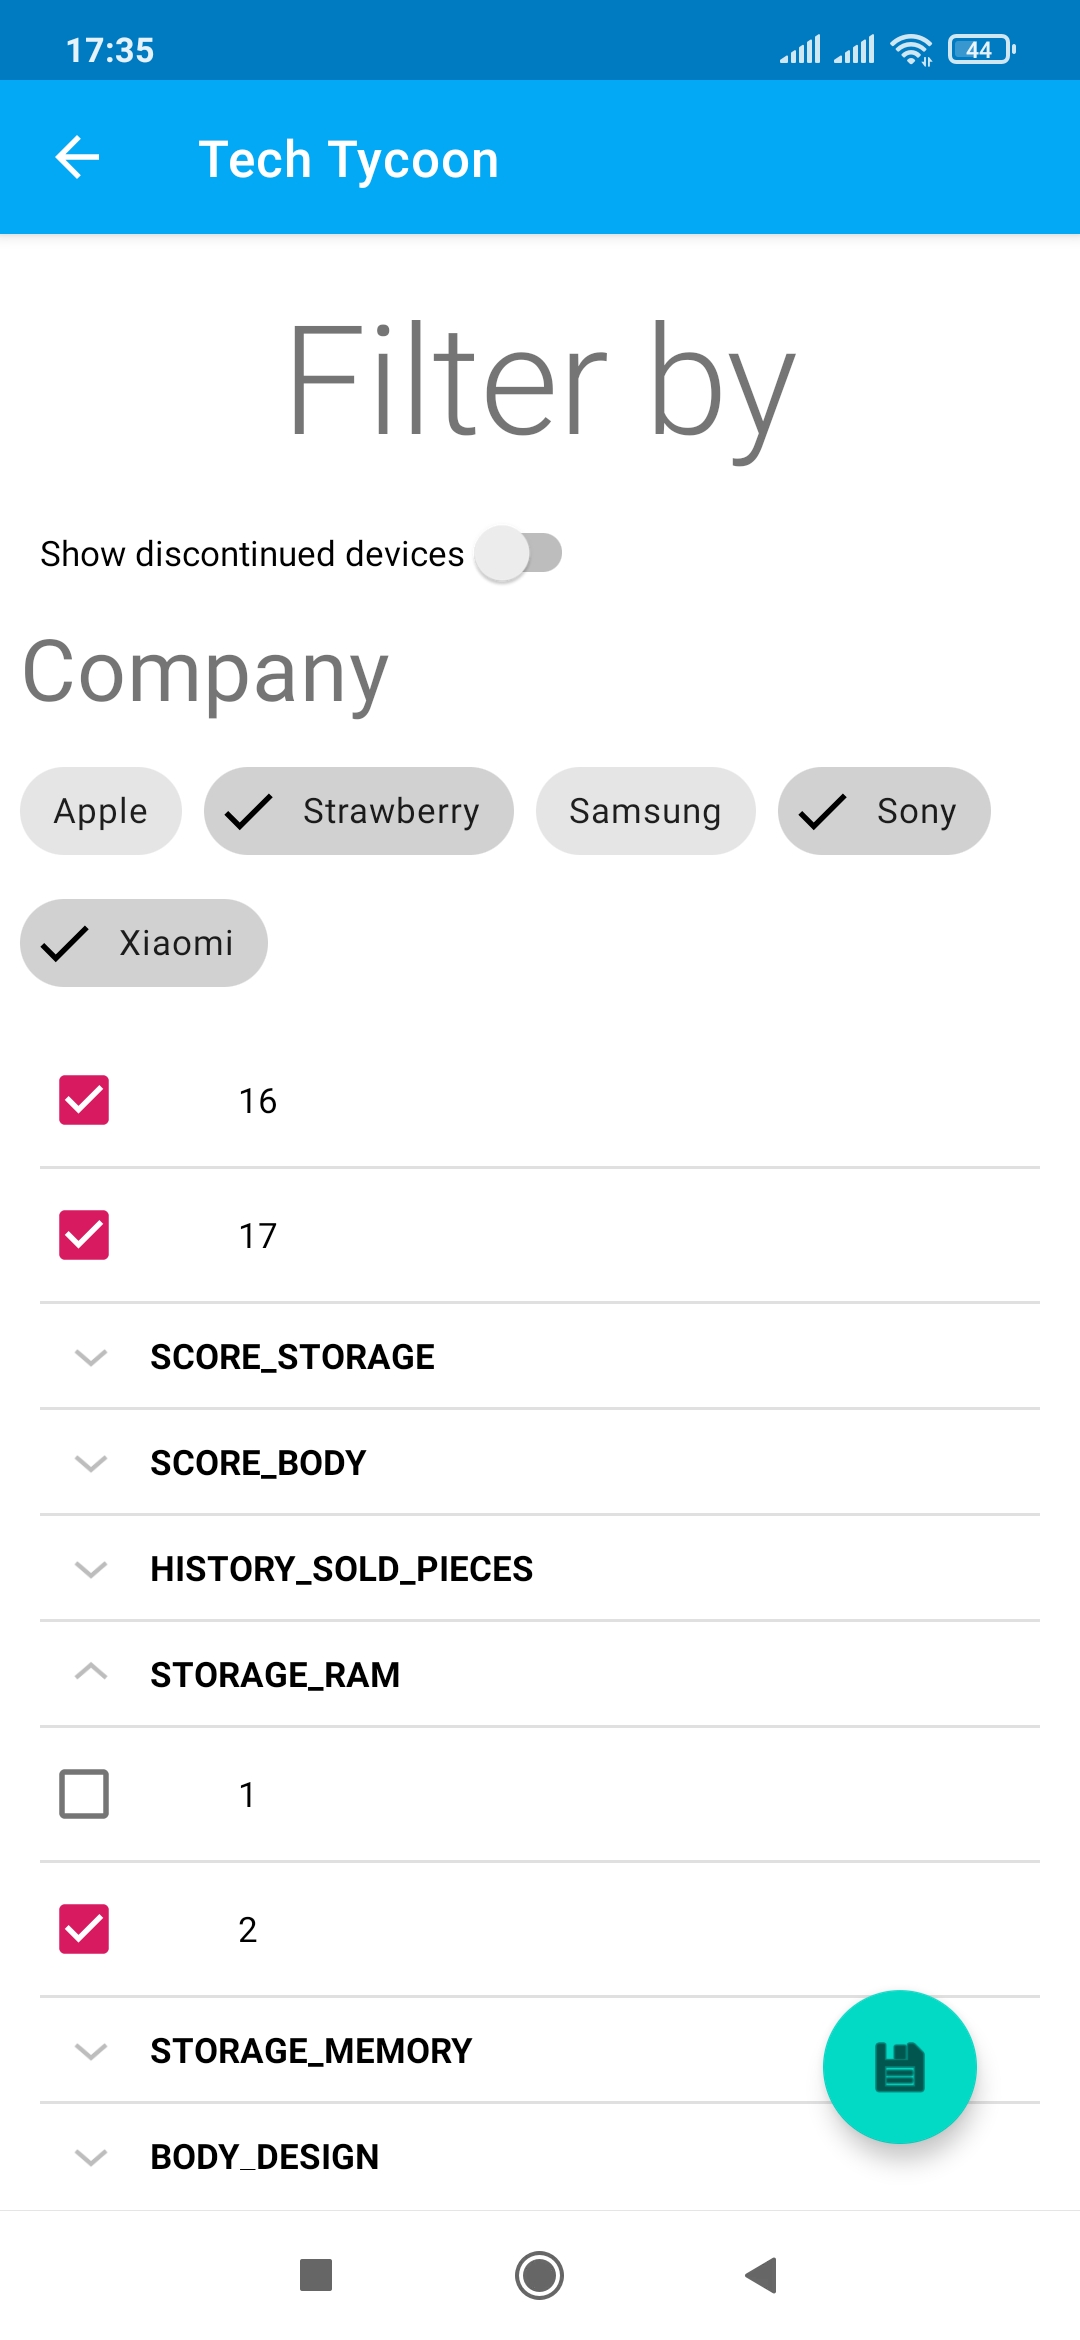 17:35
44
Tech Tycoon
Filter by
Show discontinued devices
Company
Apple Strawberry Samsung Sony
Xiaomi
16
17
SCORE_STORAGE
SCORE_BODY
HISTORY_SOLD_PIECES
STORAGE_RAM
1
2
STORAGE_MEMORY
BODY_DESIGN